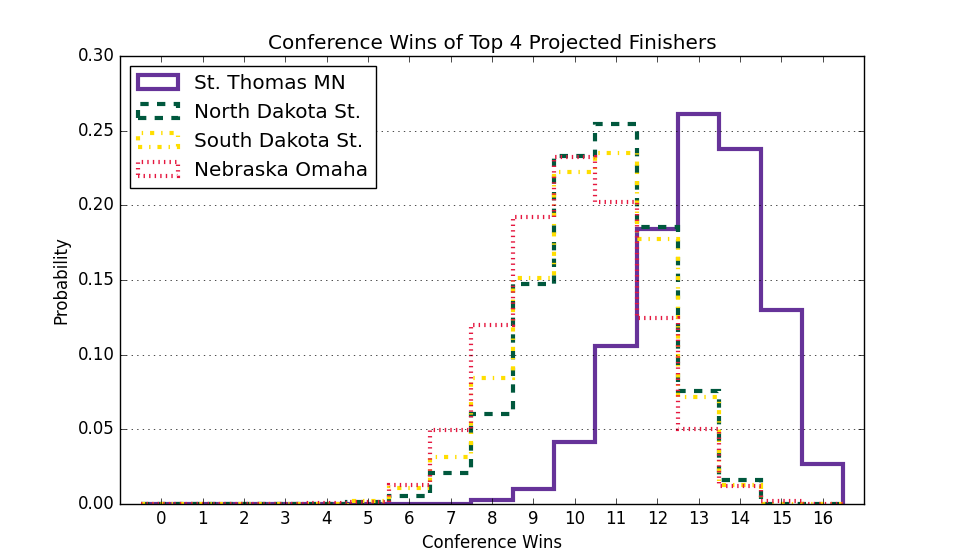 Conference Wins of Top 4 Projected Finishers
0.30
0.25
0.20
0.15
0.10
0.05
0.00
Probability
St. Thomas MN
North Dakota St.
South Dakota St.
Nebraska Omaha
0 1 2 3 4 5 6 7 8 9 10 11 12 13 14 15 16
Conference Wins